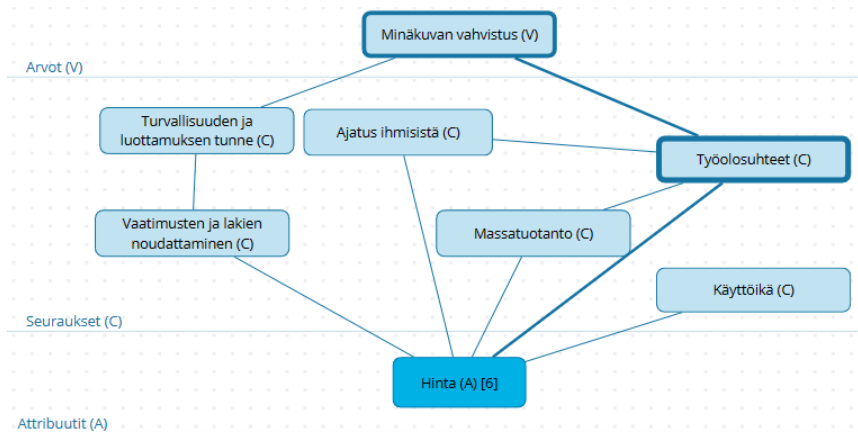 Minäkuvan vahvistus (V)
Arvot (V)
Turvallisuuden ja
luottamuksen tunne (C)
Ajatus ihmisistä (C)
Työolosuhteet (C)
Vaatimusten ja lakien
noudattaminen (C)
Massatuotanto (C)
Käyttöikä (C)
Seuraukset (C)
Hinta (A) [6]
Attribuutit (A)